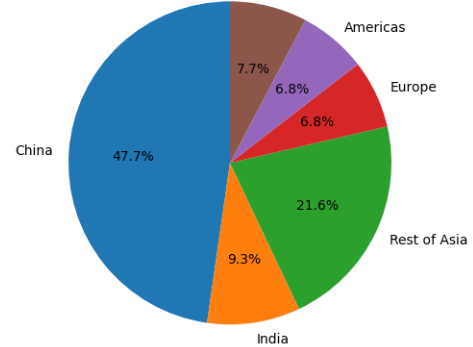 Americas
7.7%
6.8%
Europe
6.8%
China
47.7%
21.6%
Rest of Asia
9.3%
India